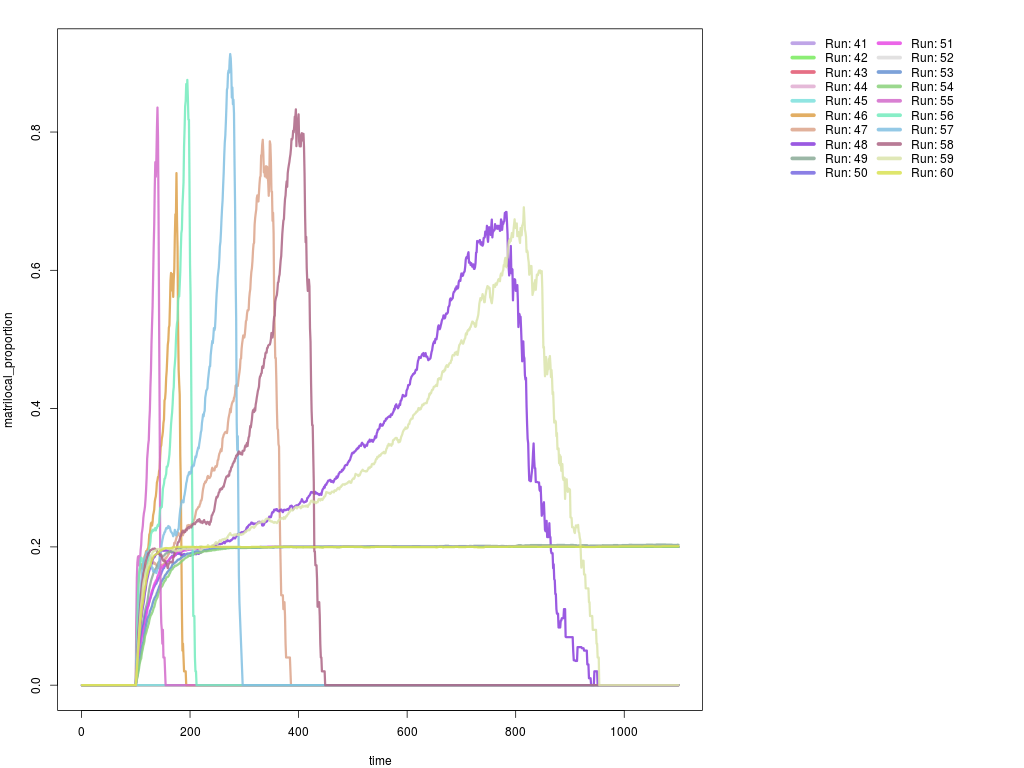 Run: 41 Run: 51
Run: 42 Run: 52
Run: 43 Run: 53
Run: 44 Run: 54
Run: 45 Run: 55
Run: 46 Run: 56
Run: 47 Run: 57
Run: 48 Run: 58
Run: 49 Run: 59
Run: 50 Run: 60
0.8
0.6
0.4
0.2
0.0
matrilocal_proportion
0 200 400 600 800 1000
time